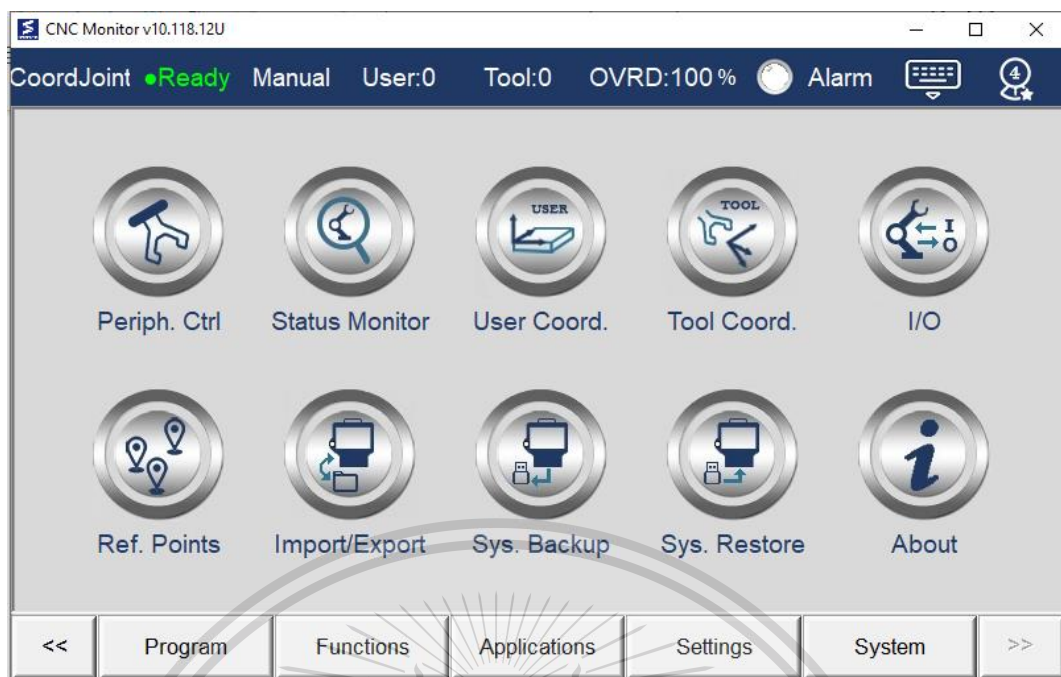 CNC Monitor v10.118.12U
CoordJoint ●Ready Manual User:0 Tool:0 OVRD:100% Alarm 4
USER TOOL I O
Periph. Ctrl Status Monitor User Coord. Tool Coord. I/O
i
Ref. Points Import/Export Sys. Backup Sys. Restore About
<< Program Functions Applications Settings System >>